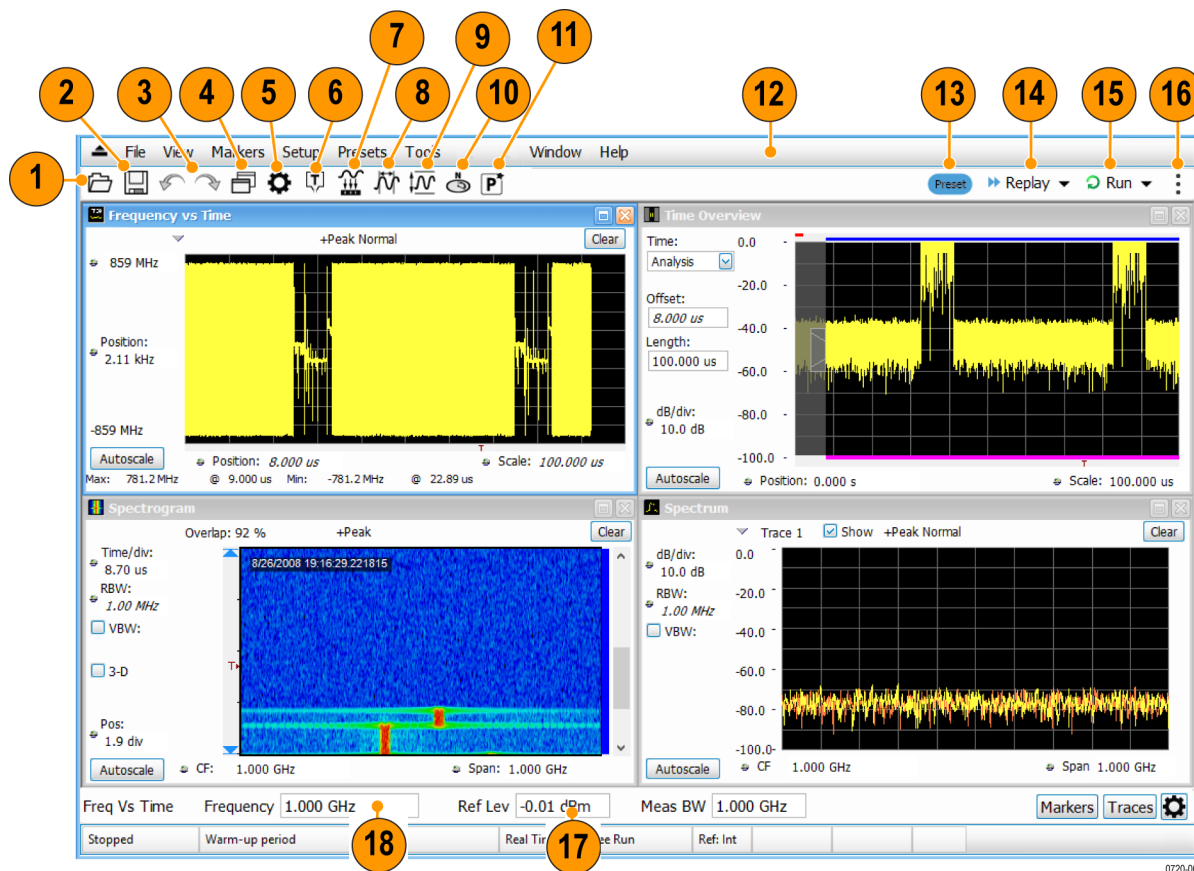 7 9 11
2 3 4 5 6 8 10 12 13 14 15 16
1
File View Markers Setup Presets Tools Window Help
Preset Replay Run
Frequency vs Time
+Peak Normal Clear
859 MHz
Position:
2.11 kHz
-859 MHz
Autoscale Position: 8.000 us Scale: 100.000 us
Max: 781.2 MHz @ 9.000 us Min: -781.2 MHz @ 22.89 us
T
Time Overview
Time: 0.0 -
Analysis
-20.0 -
Offset:
8.000 us
-40.0 -
Length:
100.000 us
-60.0 -
dB/div: -80.0 -
10.0 dB
-100.0 -
T
Autoscale Position: 0.000 s Scale: 100.000 us
Spectrogram
Overlap: 92 % +Peak Clear
Time/div:
8.70 us
8/26/2008 19:16:29.221815
RBW:
1.00 MHz
VBW:
T
3-D
Pos:
1.9 div
Autoscale CF: 1.000 GHz Span: 1.000 GHz
Spectrum
Trace 1 Show +Peak Normal Clear
dB/div: 0.0 -
10.0 dB
RBW: -20.0 -
1.00 MHz
VBW: -40.0 -
-60.0 -
-80.0 -
-100.0-
Autoscale CF 1.000 GHz Span 1.000 GHz
Freq Vs Time Frequency 1.000 GHz Ref Lev -0.01 dBm Meas BW 1.000 GHz Markers Traces
Stopped Warm-up period Real Run Ref: Int
18 17